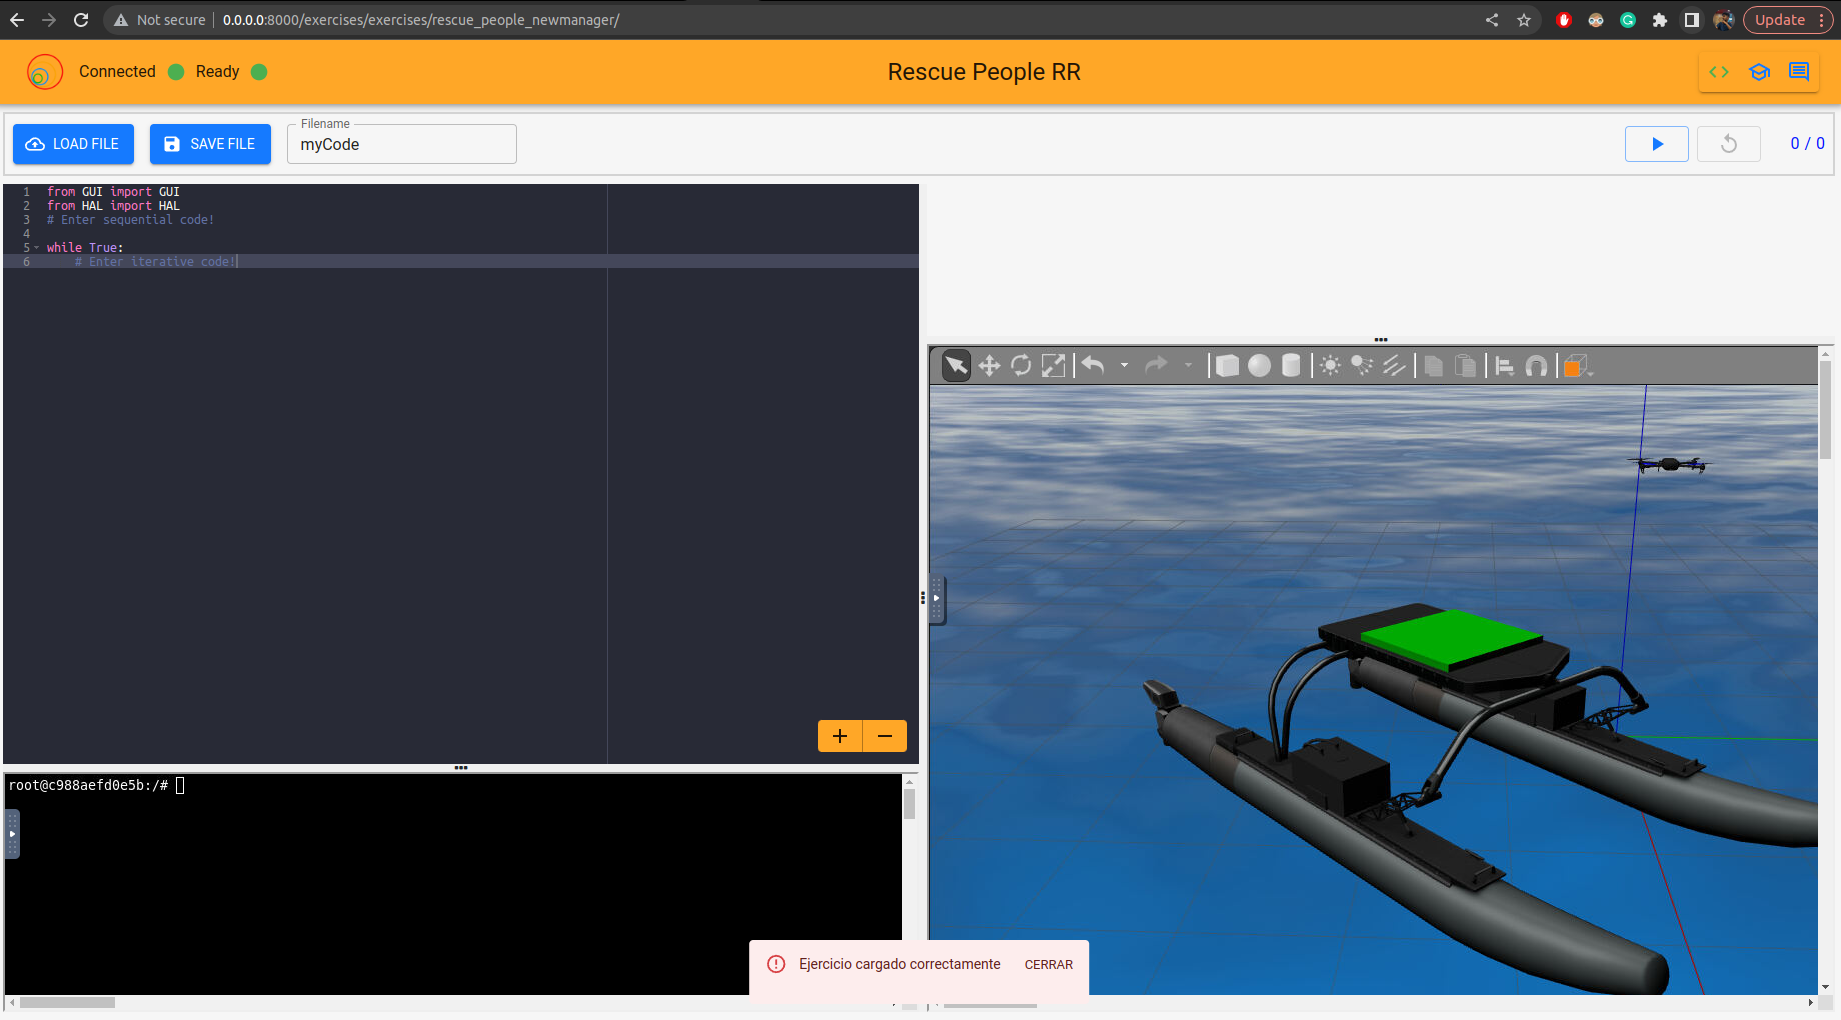 Not secure 0.0.0.0:8000/exercises/exercises/rescue_people_newmanager/
Update
Connected Ready
Rescue People RR
LOAD FILE
SAVE FILE
Filename
myCode
0 / 0
1 from GUI import GUI
2 from HAL import HAL
3 # Enter sequential code!
4
5 while True:
6 # Enter iterative code!
root@c988aefd0e5b:/#
Ejercicio cargado correctamente CERRAR